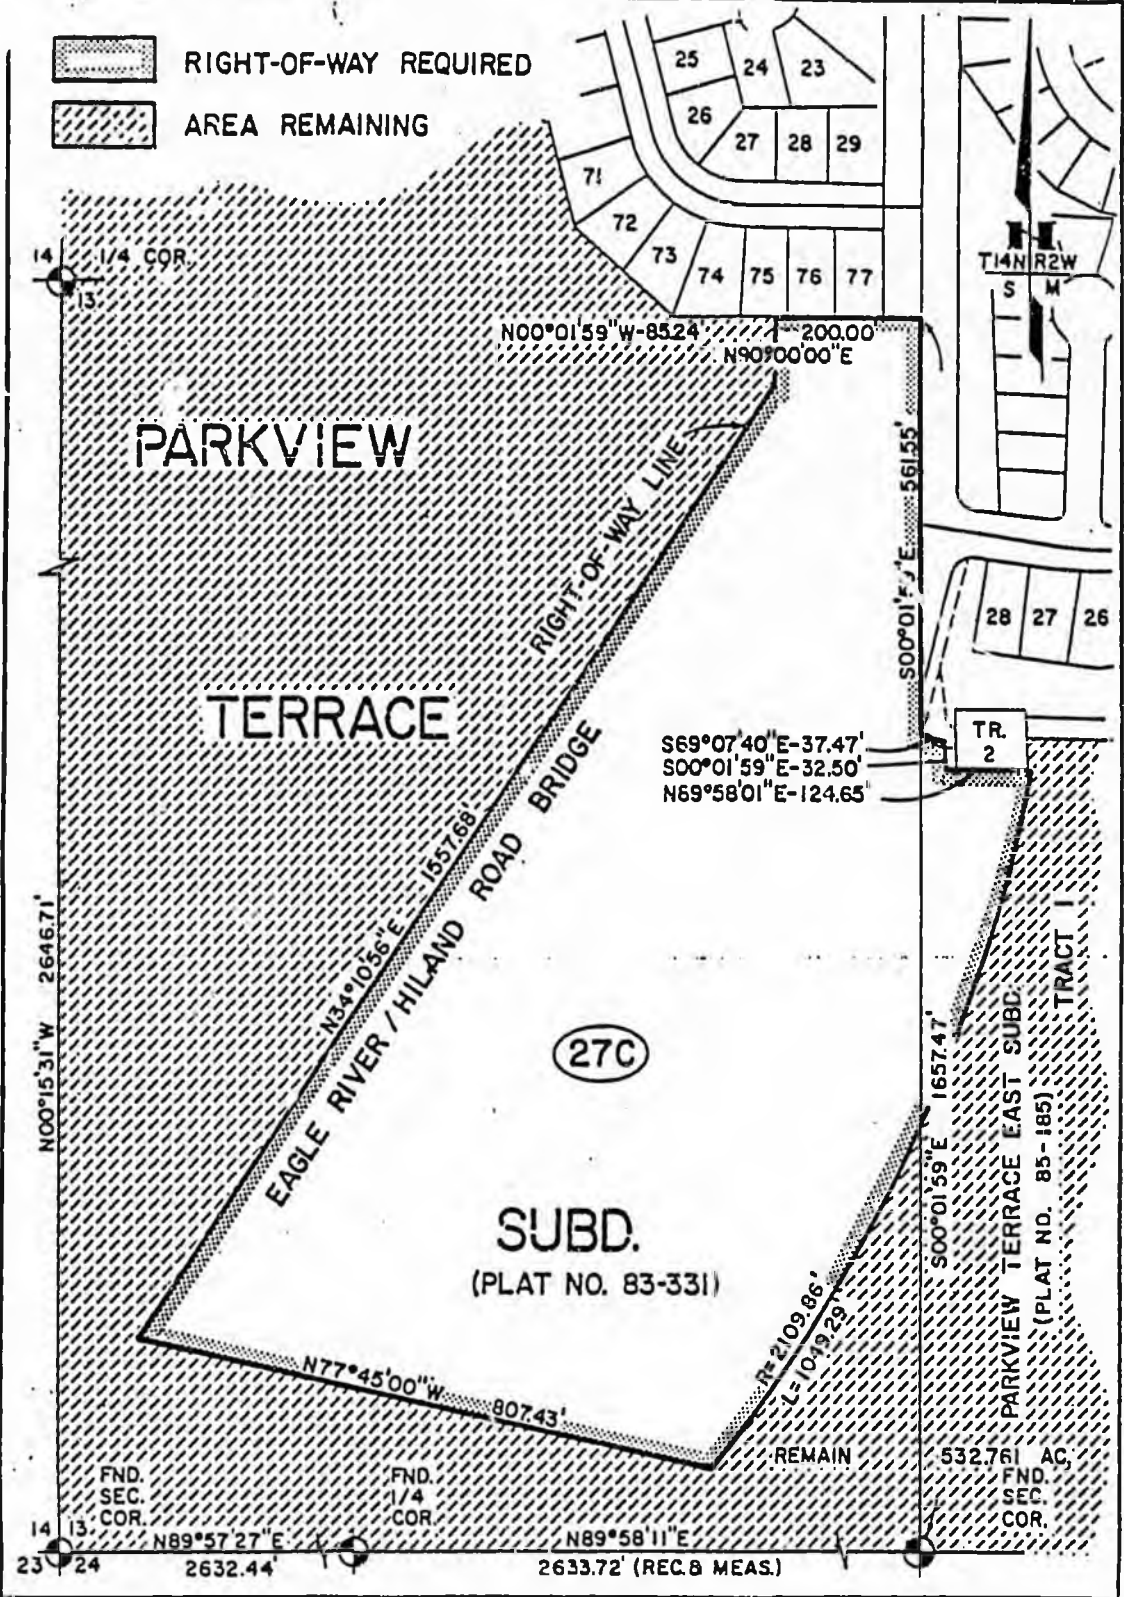 RIGHT-OF-WAY REQUIRED
AREA REMAINING
25
24
23
26
27
28
29
71
72
73
74
75
76
77
14
1/4 COR.
13
T14N R2W
S M
N00°01'59"W-85.24'
200.00'
N90°00'00"E
PARKVIEW
RIGHT-OF-WAY LINE
561.55'
28
27
26
TERRACE
TR.
2
S69°07'40"E-37.47'
S00°01'59"E-32.50'
N89°58'01"E-124.65'
1557.68'
N34°10'56"E
EAGLE RIVER / HILAND ROAD BRIDGE
N00°15'31"W 2646.71'
27C
S00°01'59"E 1657.47'
TRACT I
PARKVIEW TERRACE EAST SUBD.
(PLAT NO. 85-185)
SUBD.
(PLAT NO. 83-331)
R=2109.86'
L=1049.29'
N77°45'00"W
807.43'
REMAIN
532.761 AC.
FND.
SEC.
COR.
FND.
1/4
COR.
FND.
SEC.
COR.
14 13
23 24
N89°57'27"E
2632.44'
N89°58'11"E
2633.72' (REC.& MEAS.)